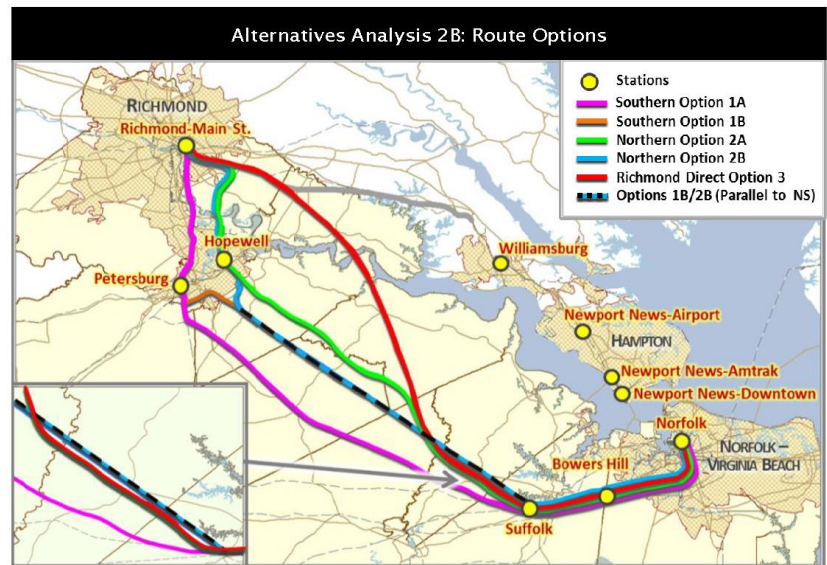 Alternatives Analysis 2B: Route Options
Stations
Southern Option 1A
Southern Option 1B
Northern Option 2A
Northern Option 2B
Richmond Direct Option 3
Options 1B/2B (Parallel to NS)
RICHMOND
Richmond-Main St.
Hopewell
Petersburg
Williamsburg
Newport News-Airport
HAMPTON
Newport News-Amtrak
Newport News-Downtown
Norfolk
NORFOLK –
VIRGINIA BEACH
Bowers Hill
Suffolk